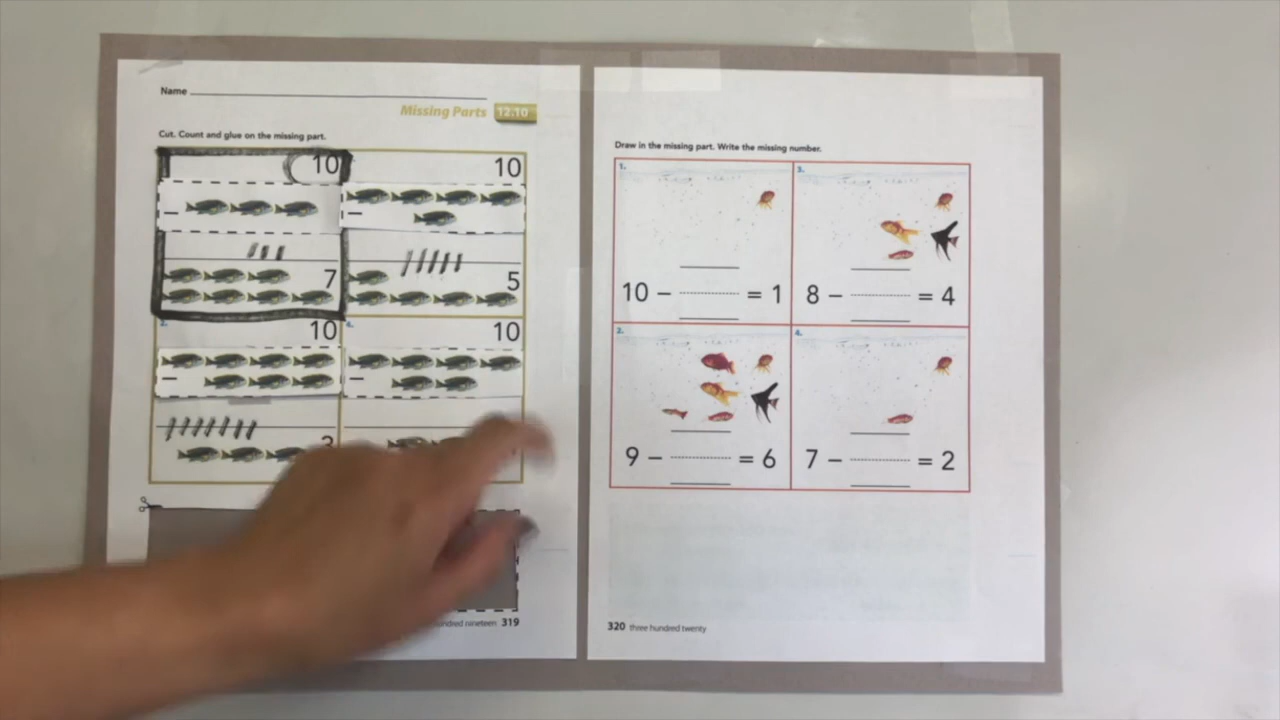 Name
Missing Parts 12.10
Cut. Count and glue on the missing part.
10
−
7
10
−
5
2.
10
−
3
4.
10
−
319
Draw in the missing part. Write the missing number.
1.
10 − = 1
3.
8 − = 4
2.
9 − = 6
4.
7 − = 2
320 three hundred twenty